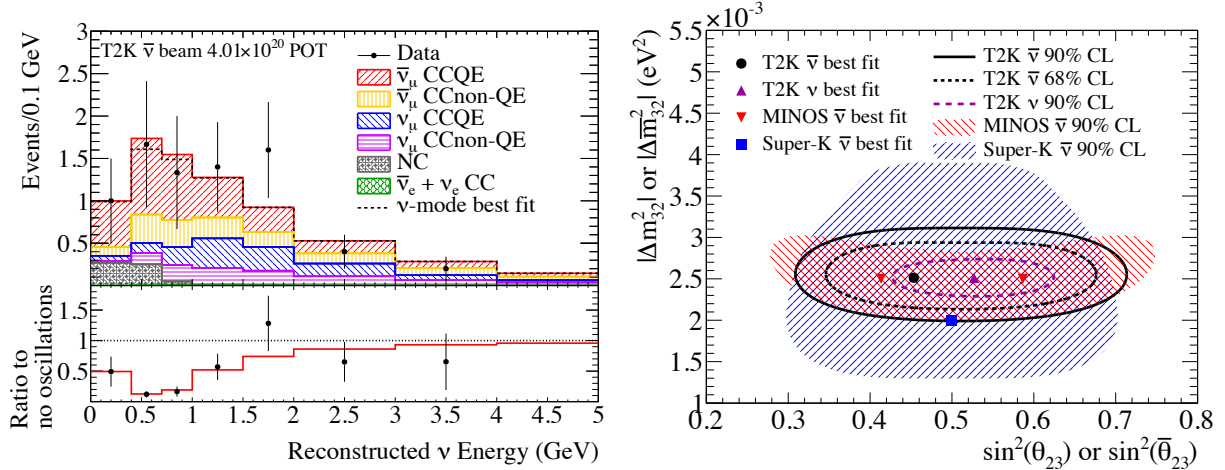 T2K ν̅ beam 4.01×10²⁰ POT
Data
ν̅μ CCQE
ν̅μ CCnon-QE
νμ CCQE
νμ CCnon-QE
NC
ν̅e + νe CC
ν-mode best fit
Events/0.1 GeV
3
2.5
2
1.5
1
0.5
Ratio to
no oscillations
1.5
1
0.5
0 0.5 1 1.5 2 2.5 3 3.5 4 4.5 5
Reconstructed ν Energy (GeV)
×10⁻³
|Δm²₃₂| or |Δm̅²₃₂| (eV²)
5.5
5
4.5
4
3.5
3
2.5
2
1.5
1
T2K ν̅ best fit
T2K ν best fit
MINOS ν̅ best fit
Super-K ν̅ best fit
T2K ν̅ 90% CL
T2K ν̅ 68% CL
T2K ν 90% CL
MINOS ν̅ 90% CL
Super-K ν̅ 90% CL
0.2 0.3 0.4 0.5 0.6 0.7 0.8
sin²(θ₂₃) or sin²(θ̅₂₃)